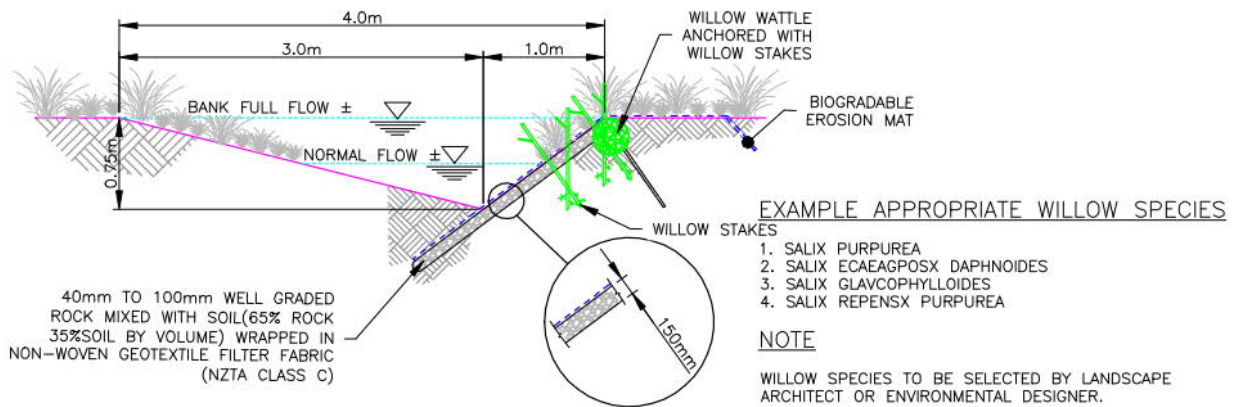 4.0m
3.0m
1.0m
WILLOW WATTLE
ANCHORED WITH
WILLOW STAKES
BANK FULL FLOW ±
BIOGRADABLE
EROSION MAT
0.75m
NORMAL FLOW ±
WILLOW STAKES
40mm TO 100mm WELL GRADED
ROCK MIXED WITH SOIL(65% ROCK
35%SOIL BY VOLUME) WRAPPED IN
NON-WOVEN GEOTEXTILE FILTER FABRIC
(NZTA CLASS C)
150mm
EXAMPLE APPROPRIATE WILLOW SPECIES
1. SALIX PURPUREA
2. SALIX ECAEAGPOSX DAPHNOIDES
3. SALIX GLAVCOPHYLLOIDES
4. SALIX REPENSX PURPUREA
NOTE
WILLOW SPECIES TO BE SELECTED BY LANDSCAPE
ARCHITECT OR ENVIRONMENTAL DESIGNER.